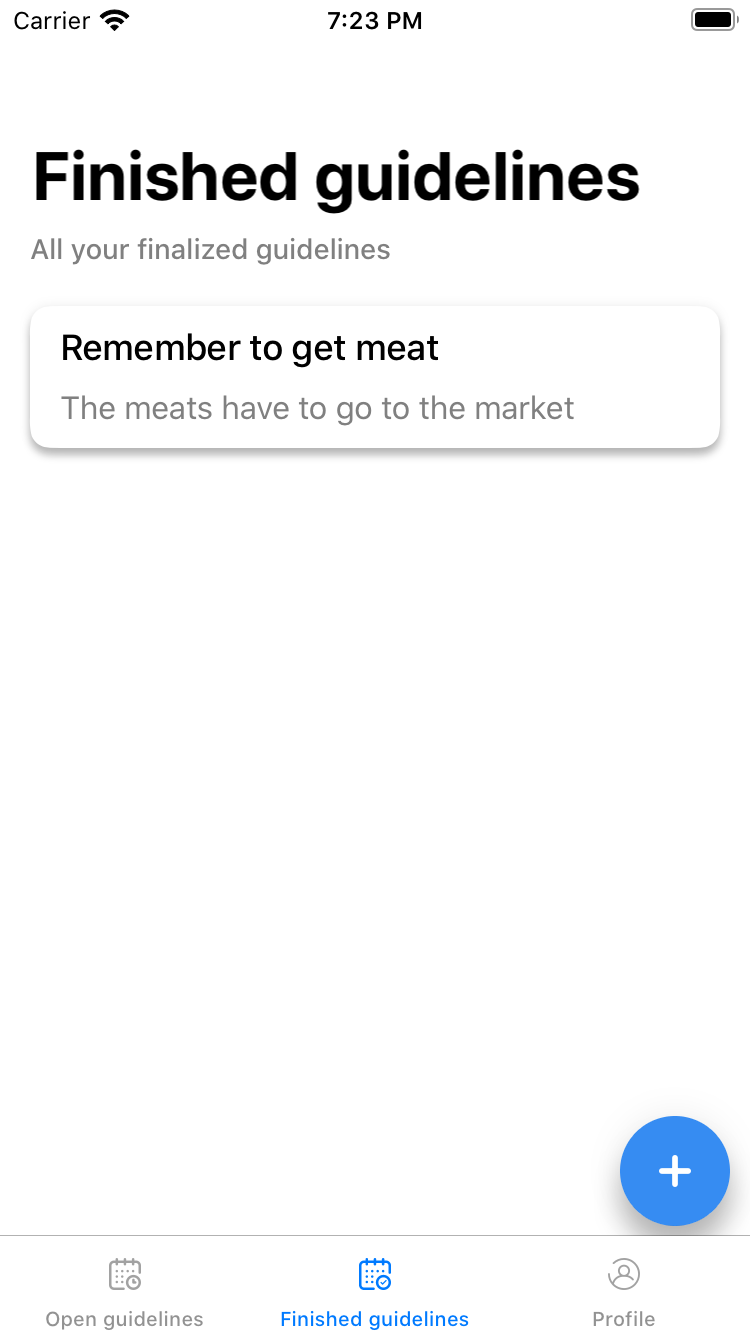 Carrier 7:23 PM
Finished guidelines
All your finalized guidelines
Remember to get meat
The meats have to go to the market
Open guidelines Finished guidelines Profile